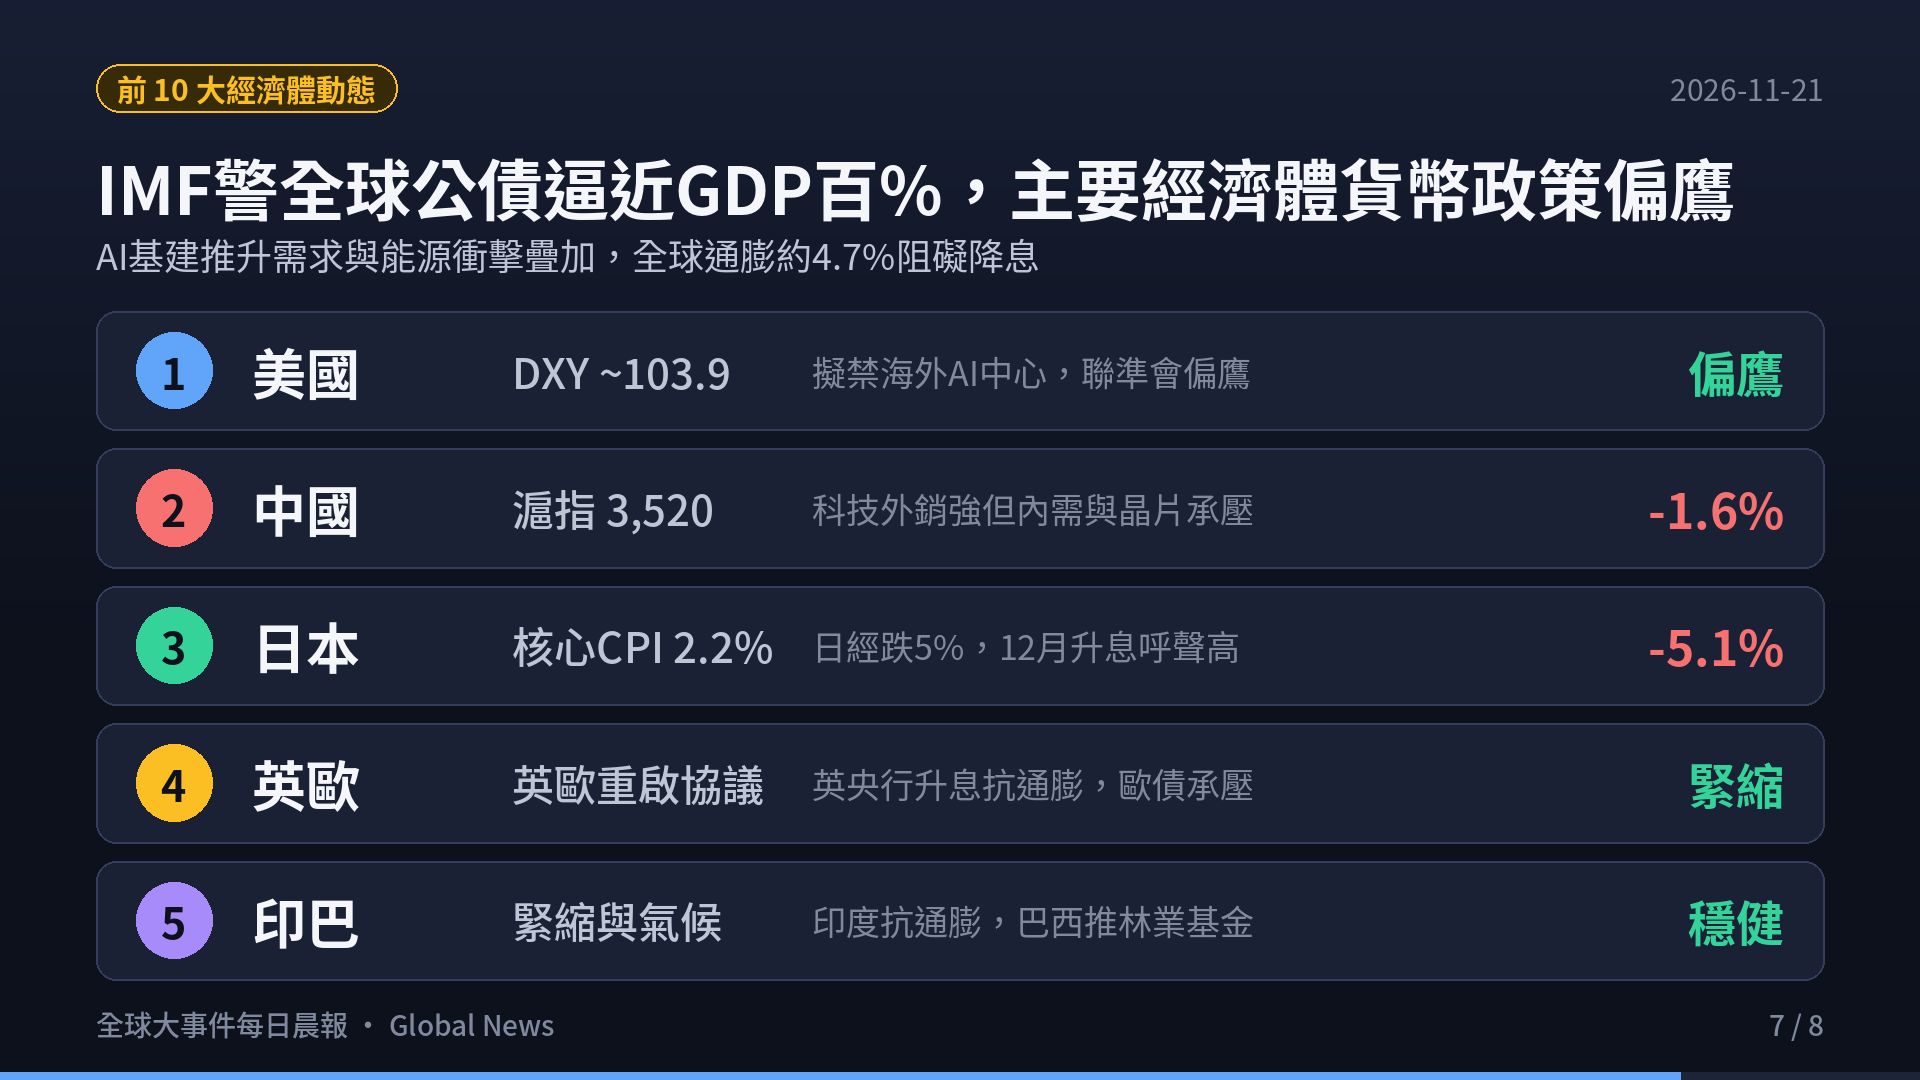 前 10 大經濟體動態
2026-11-21
IMF警全球公債逼近GDP百%，主要經濟體貨幣政策偏鷹
AI基建推升需求與能源衝擊疊加，全球通膨約4.7%阻礙降息
1 美國 DXY ~103.9 擬禁海外AI中心，聯準會偏鷹 偏鷹
2 中國 滬指 3,520 科技外銷強但內需與晶片承壓 -1.6%
3 日本 核心CPI 2.2% 日經跌5%，12月升息呼聲高 -5.1%
4 英歐 英歐重啟協議 英央行升息抗通膨，歐債承壓 緊縮
5 印巴 緊縮與氣候 印度抗通膨，巴西推林業基金 穩健
全球大事件每日晨報 • Global News
7 / 8